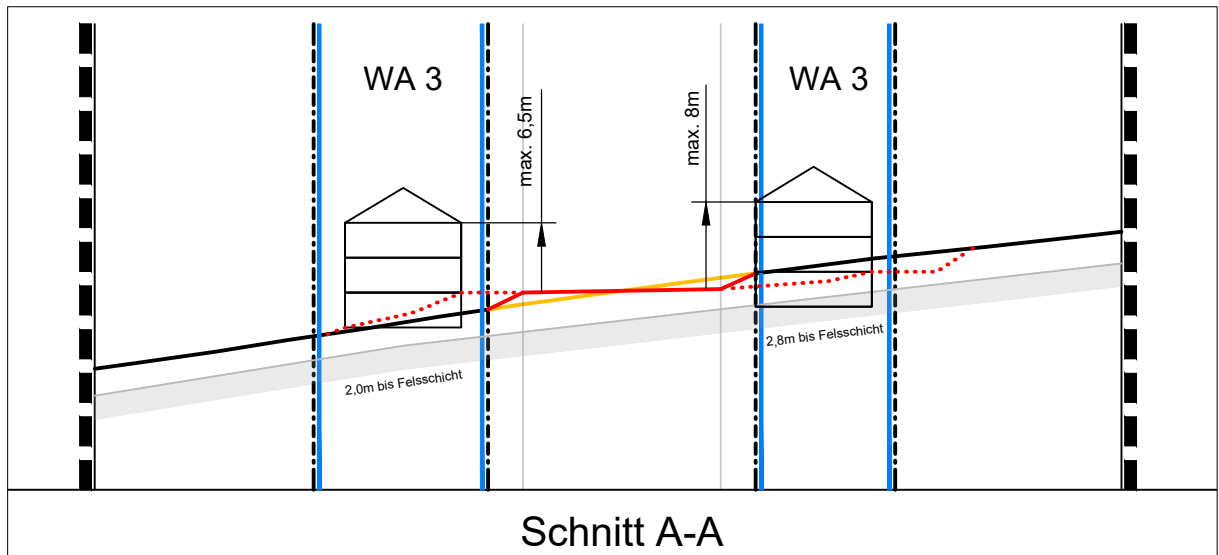 WA 3
WA 3
max. 6,5m
max. 8m
2,0m bis Felsschicht
2,8m bis Felsschicht
Schnitt A-A